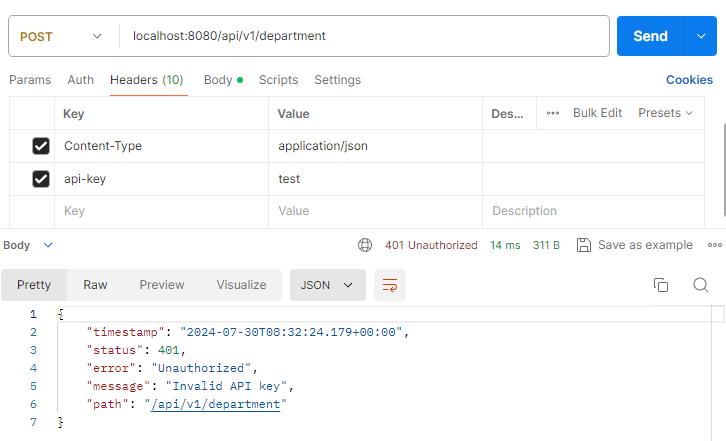 POST localhost:8080/api/v1/department Send
Params Auth Headers (10) Body Scripts Settings Cookies
Key Value Des... Bulk Edit Presets
Content-Type application/json
api-key test
Key Value Description
Body 401 Unauthorized 14 ms 311 B Save as example
Pretty Raw Preview Visualize JSON
1 {
2 "timestamp": "2024-07-30T08:32:24.179+00:00",
3 "status": 401,
4 "error": "Unauthorized",
5 "message": "Invalid API key",
6 "path": "/api/v1/department"
7 }